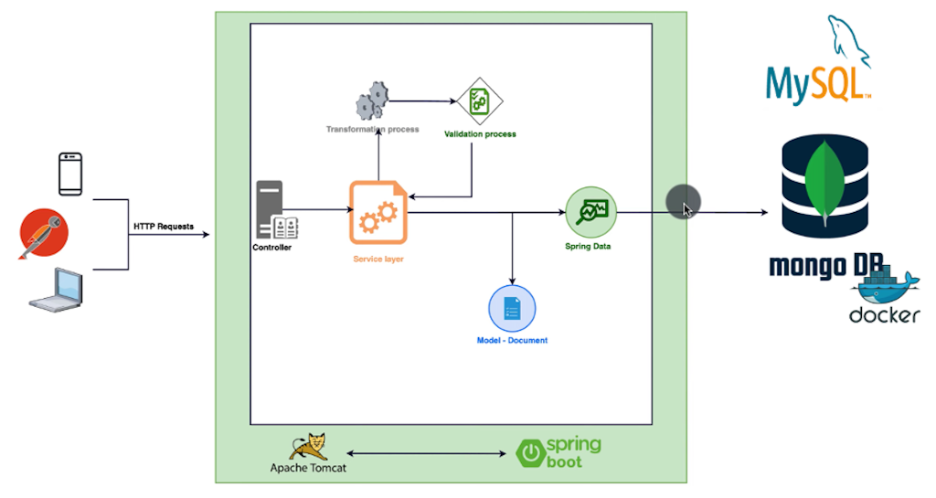 MySQL™
Transformation process
Validation process
HTTP Requests
Controller
Service layer
Spring Data
mongo DB
docker
Model - Document
Apache Tomcat
spring
boot